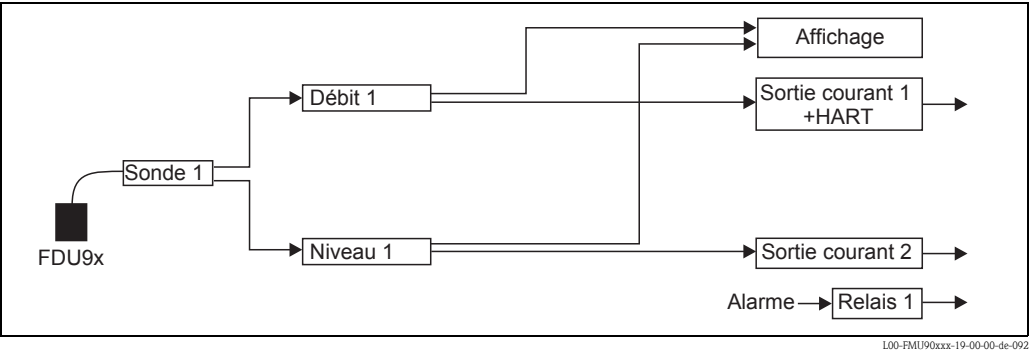 Affichage
Débit 1
Sortie courant 1
+HART
Sonde 1
FDU9x
Niveau 1
Sortie courant 2
Alarme
Relais 1
L00-FMU90xxx-19-00-00-de-092